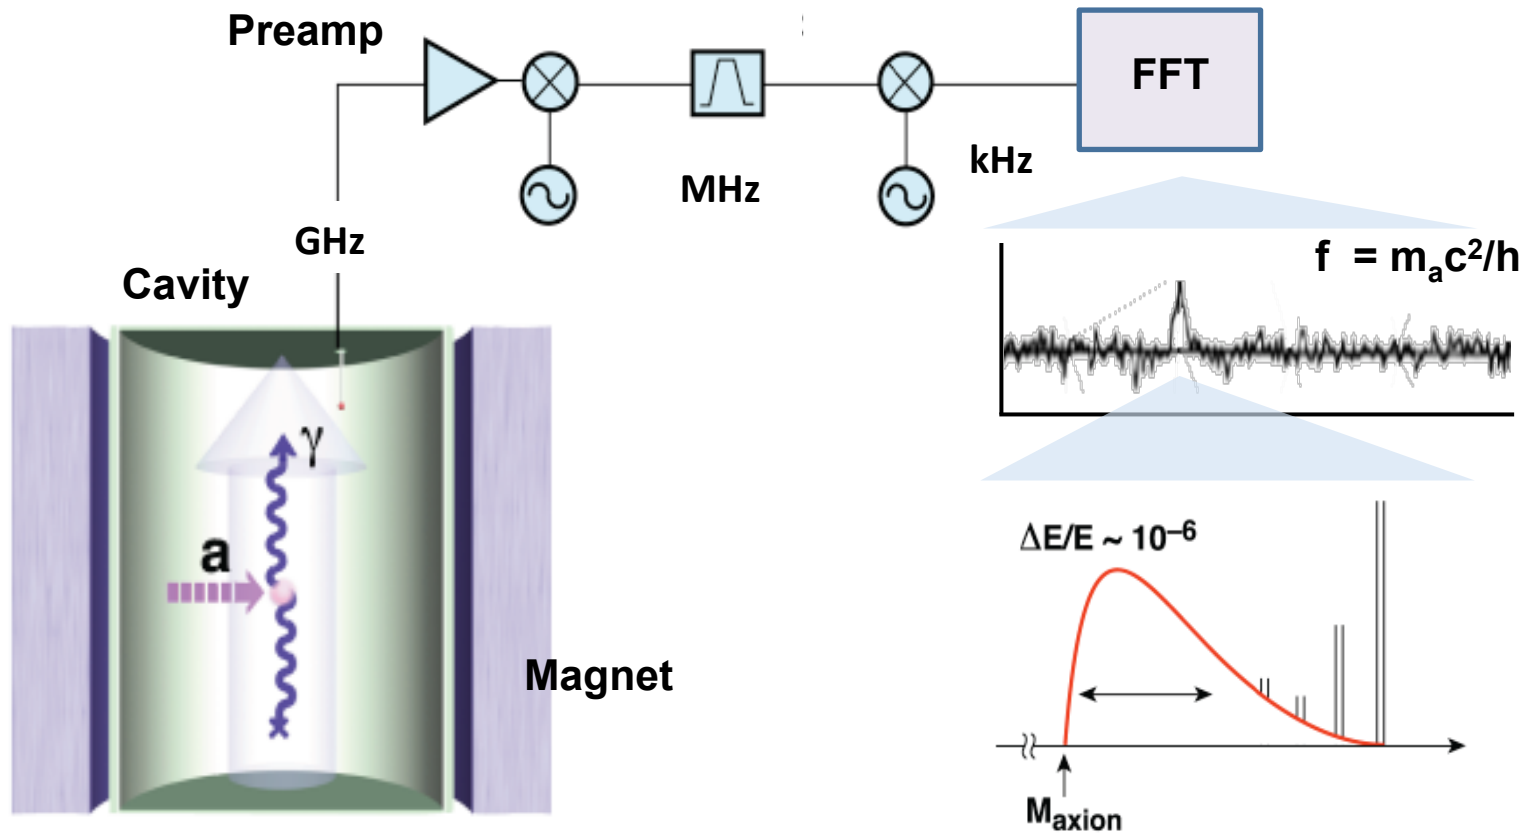 Preamp
FFT
kHz
MHz
GHz
f = mₐc²/h
Cavity
γ
a
ΔE/E ~ 10⁻⁶
Magnet
Mₐₓᵢₒₙ